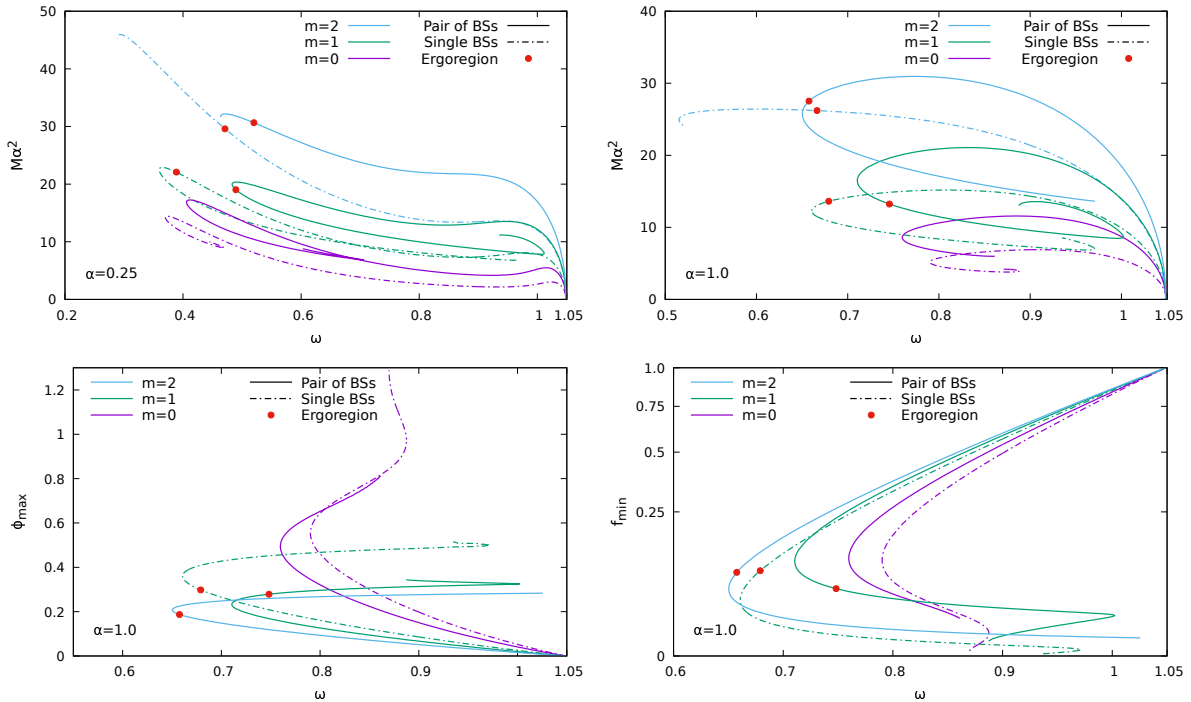 50
40
30
20
10
0
0.2
0.4
0.6
0.8
1
1.05
Mα²
ω
m=2
m=1
m=0
Pair of BSs
Single BSs
Ergoregion
α=0.25
40
30
20
10
0
0.5
0.6
0.7
0.8
0.9
1
1.05
Mα²
ω
m=2
m=1
m=0
Pair of BSs
Single BSs
Ergoregion
α=1.0
1.2
1
0.8
0.6
0.4
0.2
0
0.6
0.7
0.8
0.9
1
1.05
ϕmax
ω
m=2
m=1
m=0
Pair of BSs
Single BSs
Ergoregion
α=1.0
1.0
0.75
0.5
0.25
0
0.6
0.7
0.8
0.9
1
1.05
fmin
ω
m=2
m=1
m=0
Pair of BSs
Single BSs
Ergoregion
α=1.0